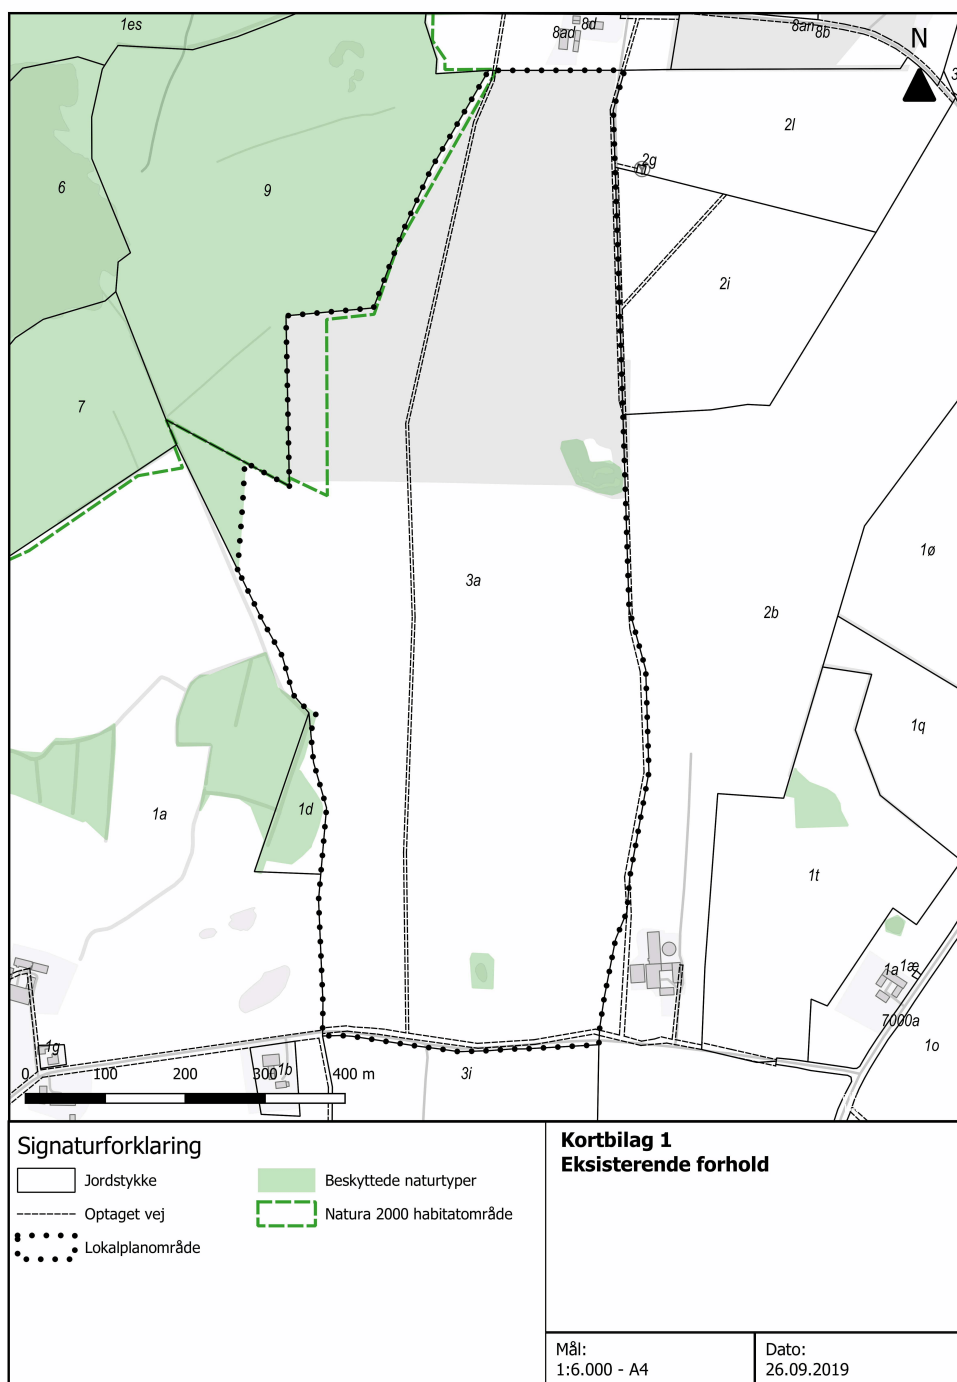 1es
8d
8ad
8an
8b
N
3
2l
2g
6
9
2i
7
3a
1ø
2b
1q
1a
1d
1t
1a
1æ
7000a
1o
1g
1b
3i
0 100 200 300 400 m
Signaturforklaring
Jordstykke
Optaget vej
Lokalplanområde
Beskyttede naturtyper
Natura 2000 habitatområde
Kortbilag 1
Eksisterende forhold
Mål:
1:6.000 - A4
Dato:
26.09.2019